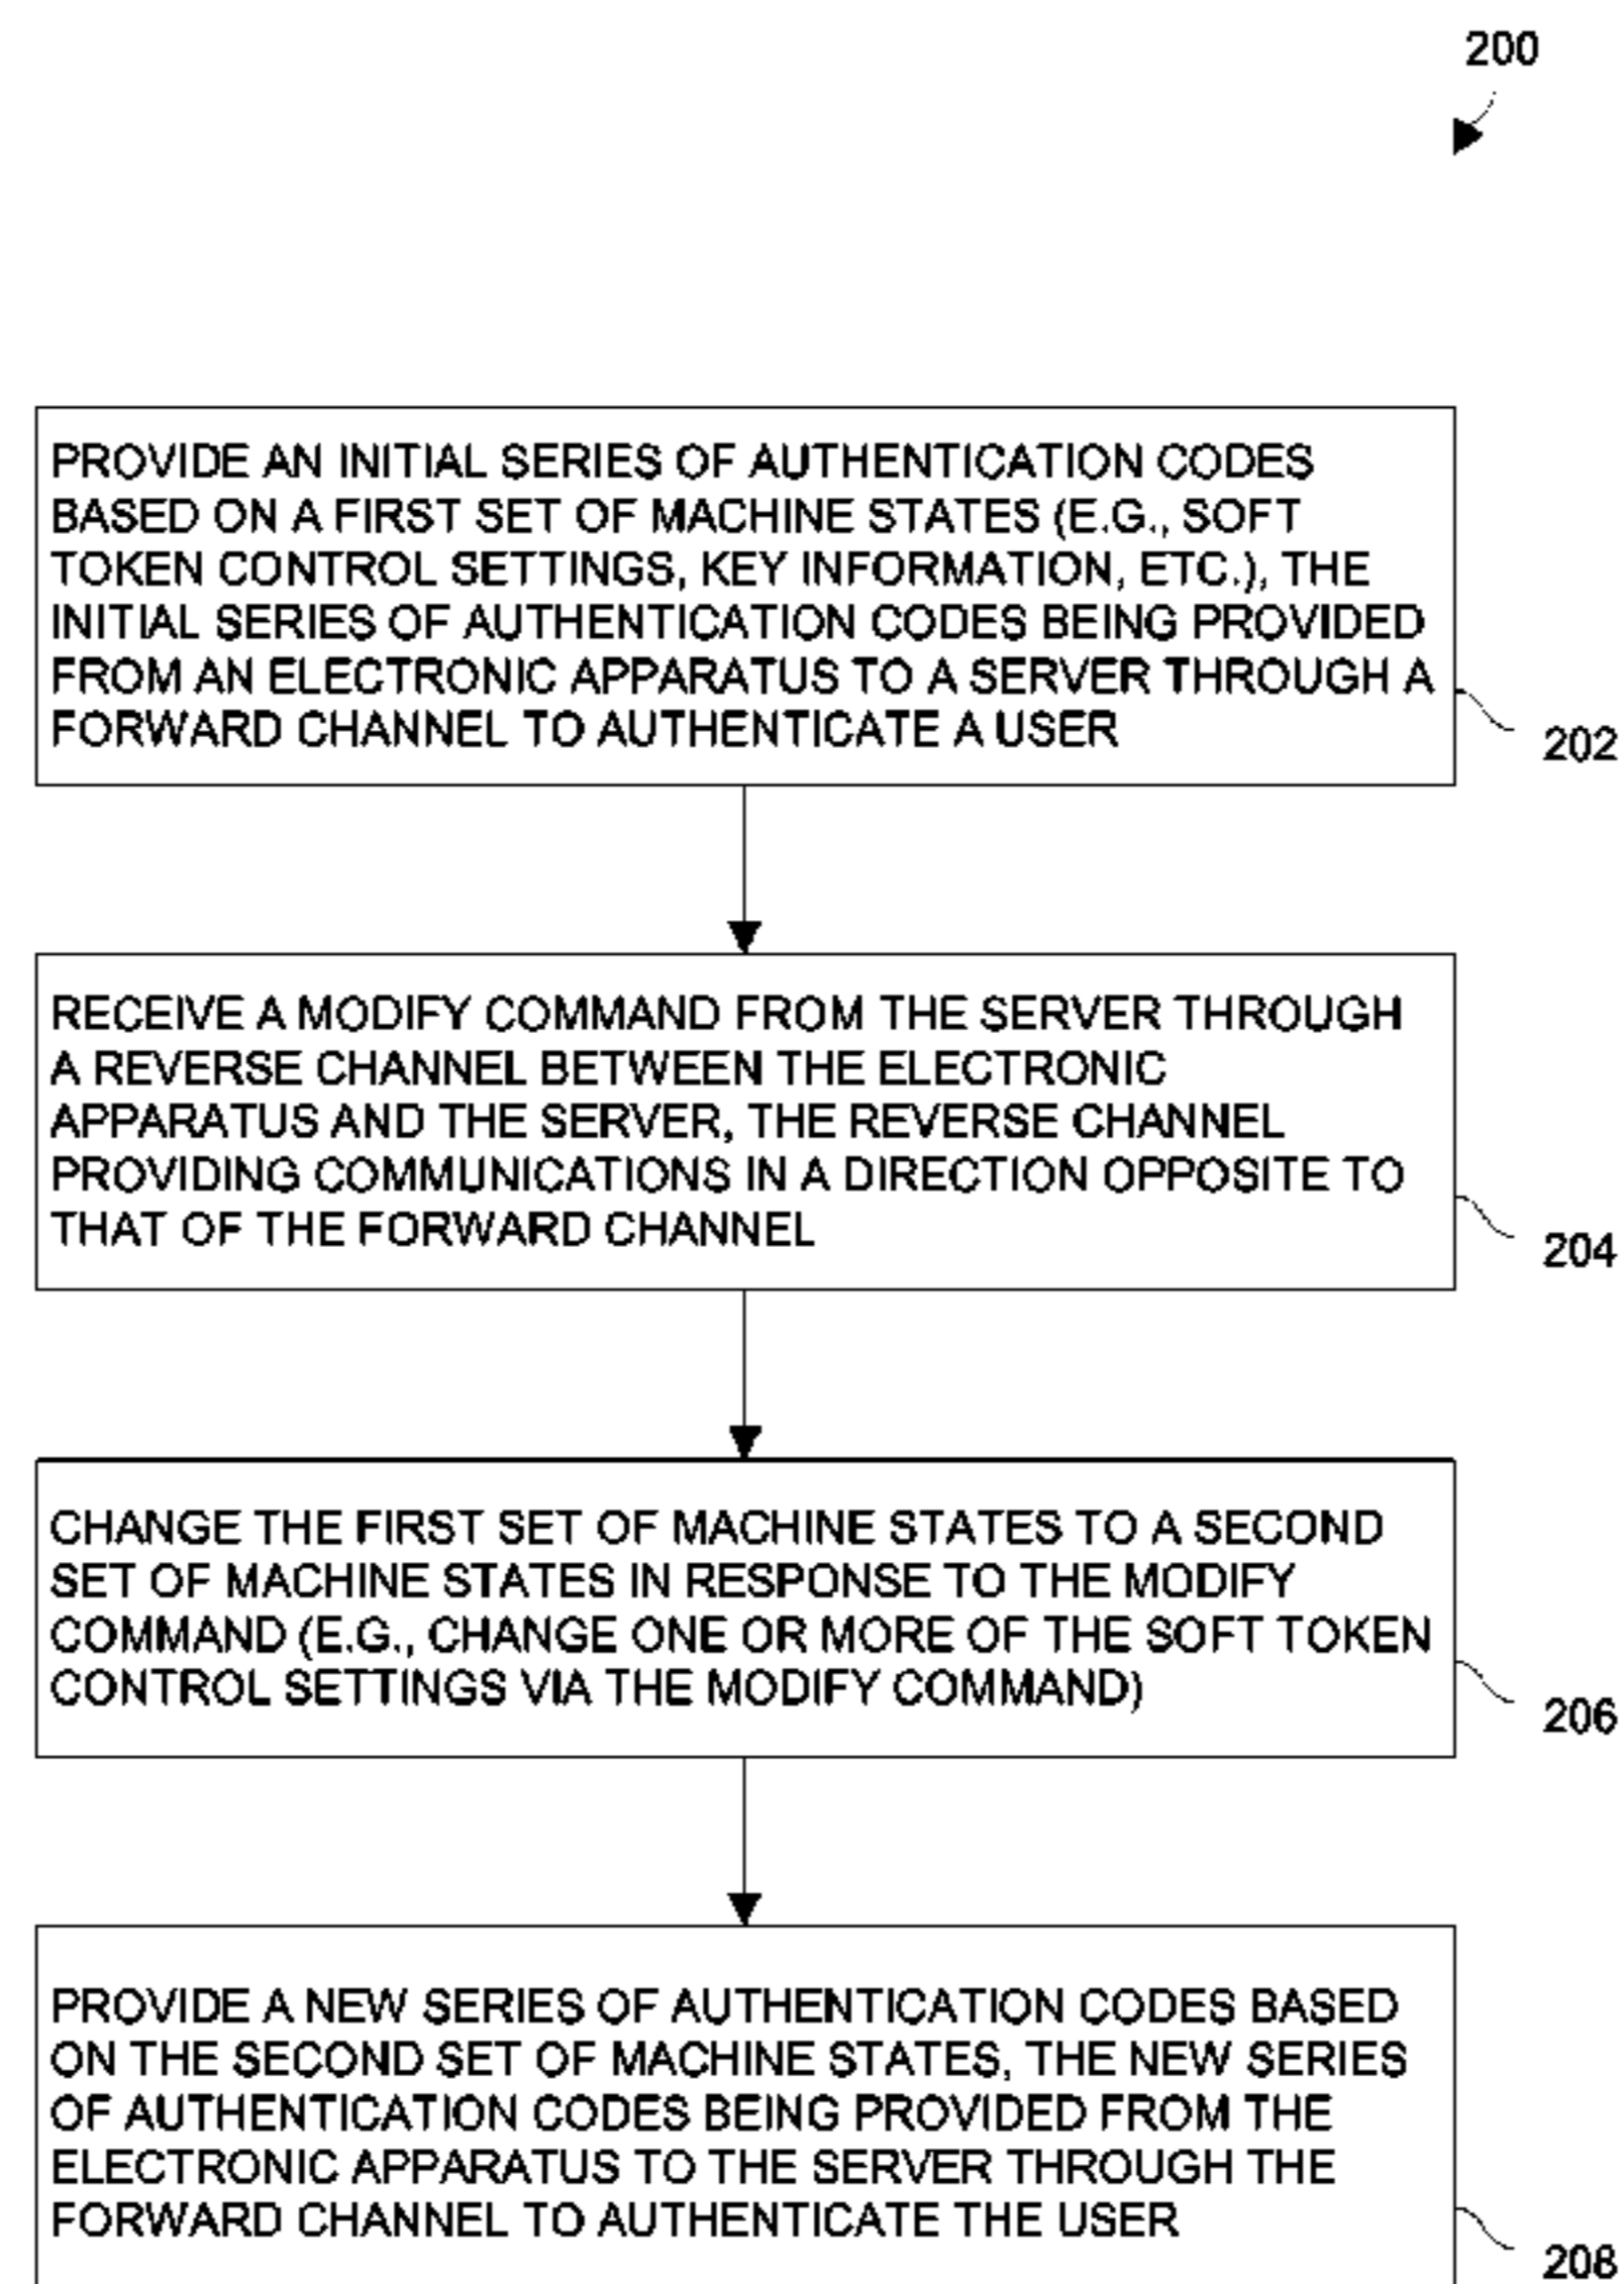 200
PROVIDE AN INITIAL SERIES OF AUTHENTICATION CODES
BASED ON A FIRST SET OF MACHINE STATES (E.G., SOFT
TOKEN CONTROL SETTINGS, KEY INFORMATION, ETC.), THE
INITIAL SERIES OF AUTHENTICATION CODES BEING PROVIDED
FROM AN ELECTRONIC APPARATUS TO A SERVER THROUGH A
FORWARD CHANNEL TO AUTHENTICATE A USER
202
RECEIVE A MODIFY COMMAND FROM THE SERVER THROUGH
A REVERSE CHANNEL BETWEEN THE ELECTRONIC
APPARATUS AND THE SERVER, THE REVERSE CHANNEL
PROVIDING COMMUNICATIONS IN A DIRECTION OPPOSITE TO
THAT OF THE FORWARD CHANNEL
204
CHANGE THE FIRST SET OF MACHINE STATES TO A SECOND
SET OF MACHINE STATES IN RESPONSE TO THE MODIFY
COMMAND (E.G., CHANGE ONE OR MORE OF THE SOFT TOKEN
CONTROL SETTINGS VIA THE MODIFY COMMAND)
206
PROVIDE A NEW SERIES OF AUTHENTICATION CODES BASED
ON THE SECOND SET OF MACHINE STATES, THE NEW SERIES
OF AUTHENTICATION CODES BEING PROVIDED FROM THE
ELECTRONIC APPARATUS TO THE SERVER THROUGH THE
FORWARD CHANNEL TO AUTHENTICATE THE USER
208